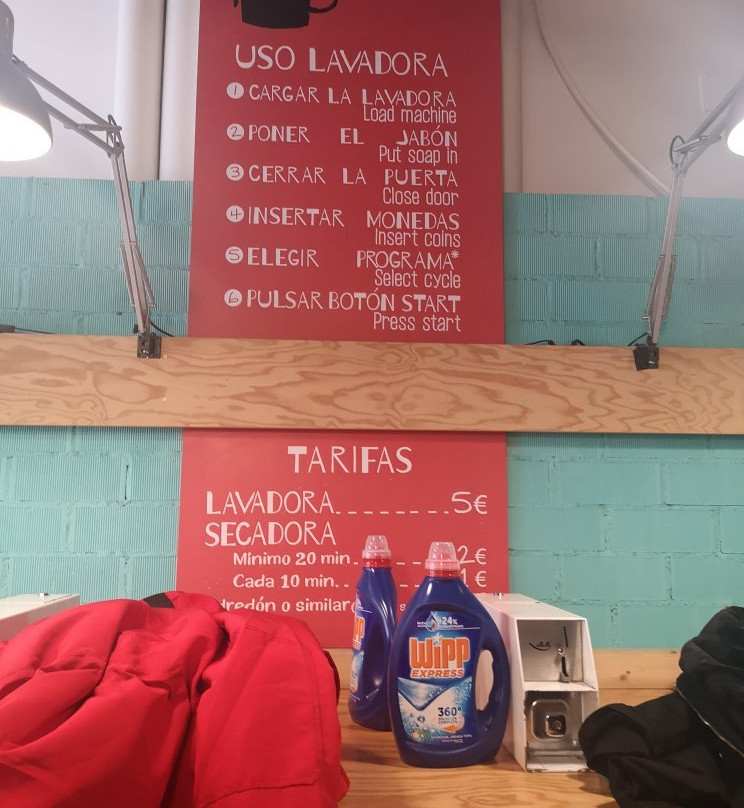 USO LAVADORA
1 CARGAR LA LAVADORA
Load machine
2 PONER EL JABÓN
Put soap in
3 CERRAR LA PUERTA
Close door
4 INSERTAR MONEDAS
Insert coins
5 ELEGIR PROGRAMA*
Select cycle
6 PULSAR BOTÓN START
Press start
TARIFAS
LAVADORA 5€
SECADORA
Mínimo 20 min. 2€
Cada 10 min. 1€
o similar
24%
WiPP
EXPRESS
360°